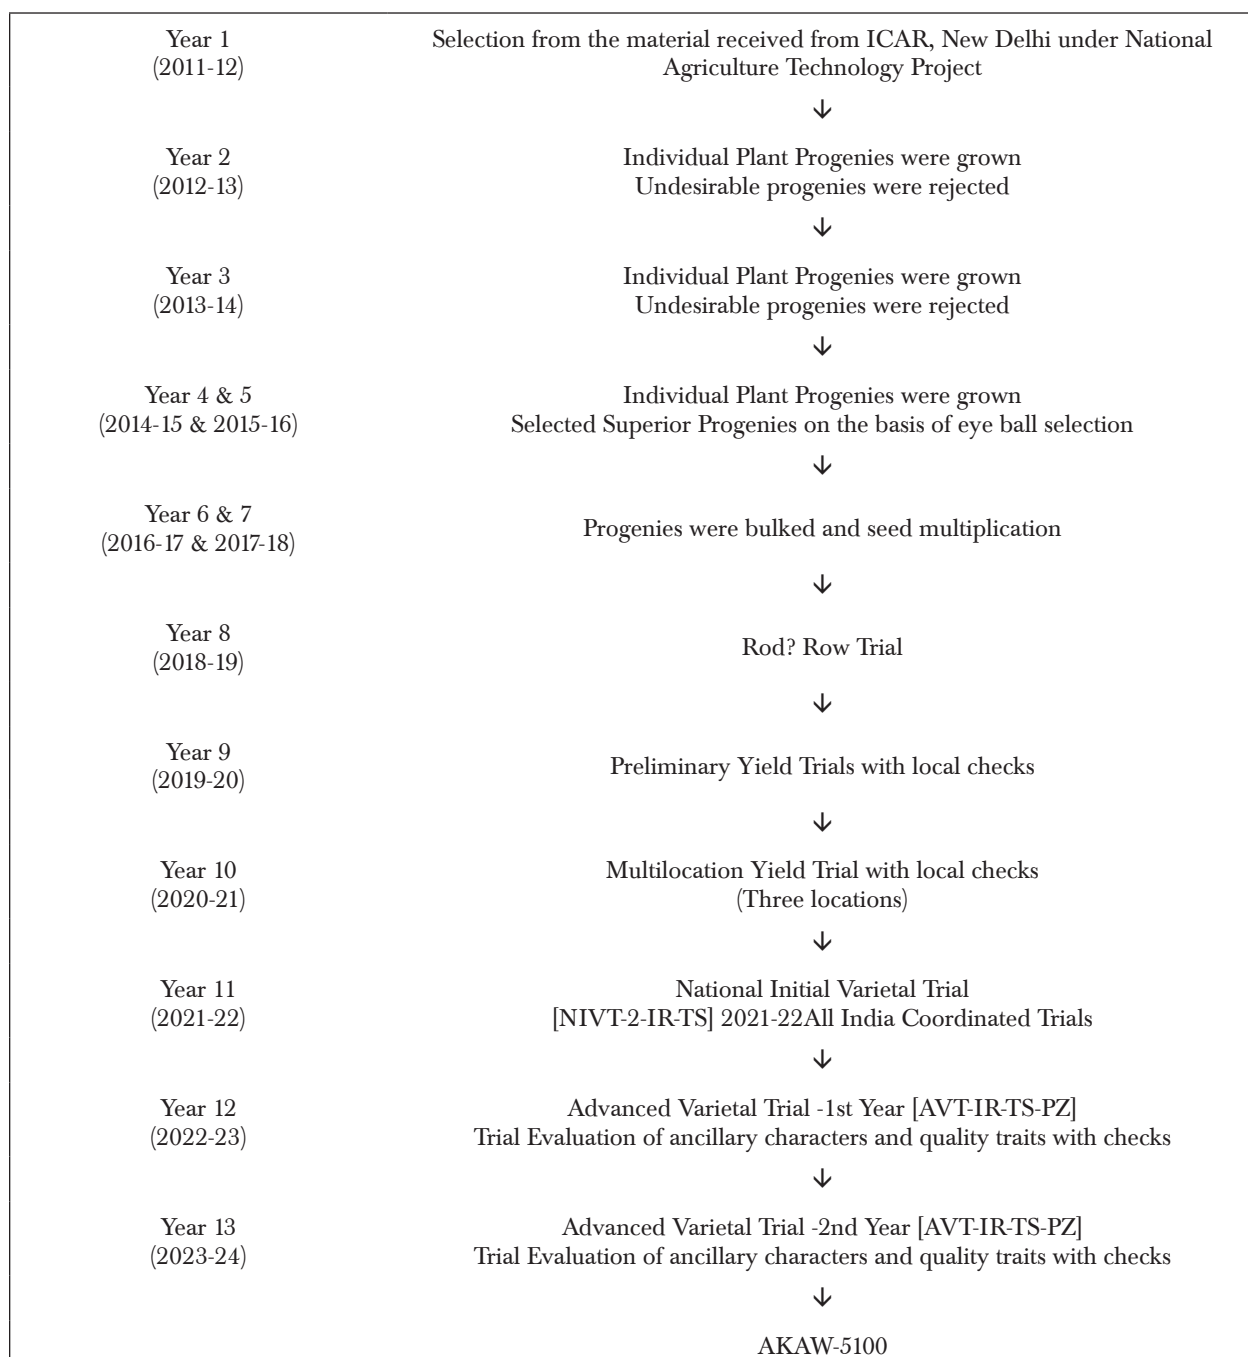 Year 1
(2011-12)
Selection from the material received from ICAR, New Delhi under National
Agriculture Technology Project
↓
Year 2
(2012-13)
Individual Plant Progenies were grown
Undesirable progenies were rejected
↓
Year 3
(2013-14)
Individual Plant Progenies were grown
Undesirable progenies were rejected
↓
Year 4 & 5
(2014-15 & 2015-16)
Individual Plant Progenies were grown
Selected Superior Progenies on the basis of eye ball selection
↓
Year 6 & 7
(2016-17 & 2017-18)
Progenies were bulked and seed multiplication
↓
Year 8
(2018-19)
Rod? Row Trial
↓
Year 9
(2019-20)
Preliminary Yield Trials with local checks
↓
Year 10
(2020-21)
Multilocation Yield Trial with local checks
(Three locations)
↓
Year 11
(2021-22)
National Initial Varietal Trial
[NIVT-2-IR-TS] 2021-22All India Coordinated Trials
↓
Year 12
(2022-23)
Advanced Varietal Trial -1st Year [AVT-IR-TS-PZ]
Trial Evaluation of ancillary characters and quality traits with checks
↓
Year 13
(2023-24)
Advanced Varietal Trial -2nd Year [AVT-IR-TS-PZ]
Trial Evaluation of ancillary characters and quality traits with checks
↓
AKAW-5100